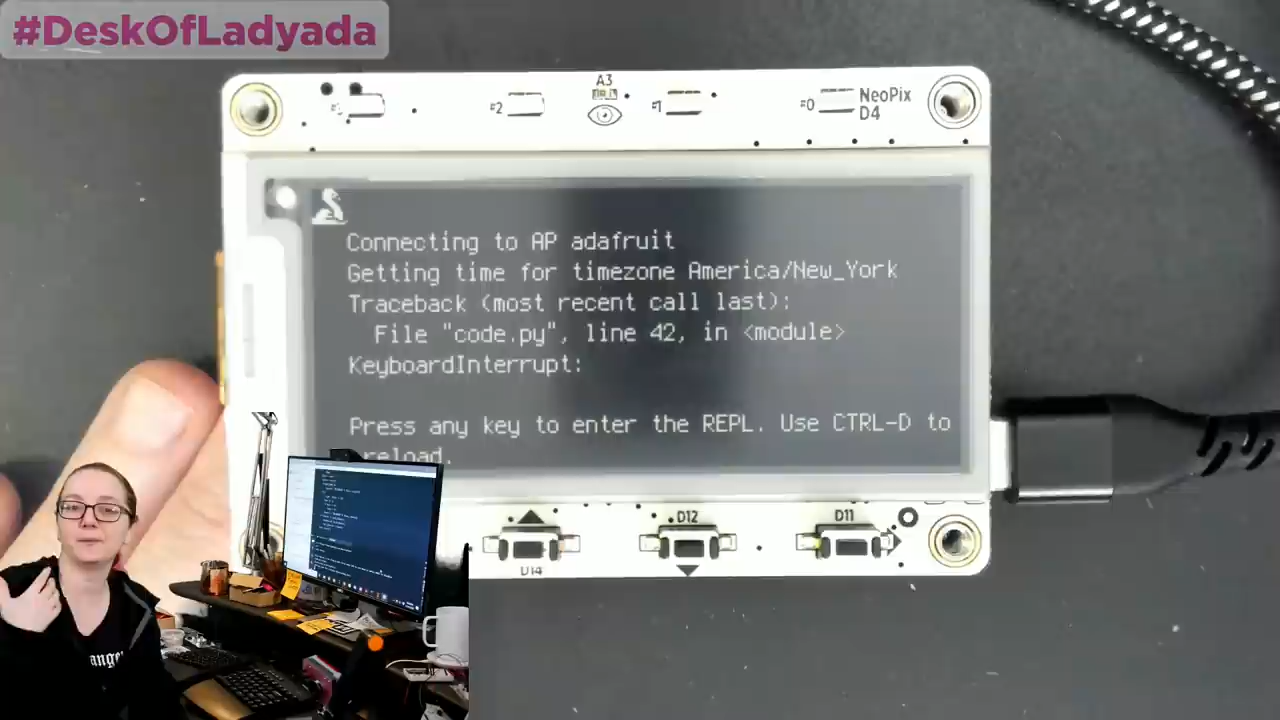 #DeskOfLadyada
A3
#2
#1
#0
NeoPix
D4
Connecting to AP adafruit
Getting time for timezone America/New_York
Traceback (most recent call last):
File "code.py", line 42, in <module>
KeyboardInterrupt:
Press any key to enter the REPL. Use CTRL-D to
reload.
D14
D12
D11